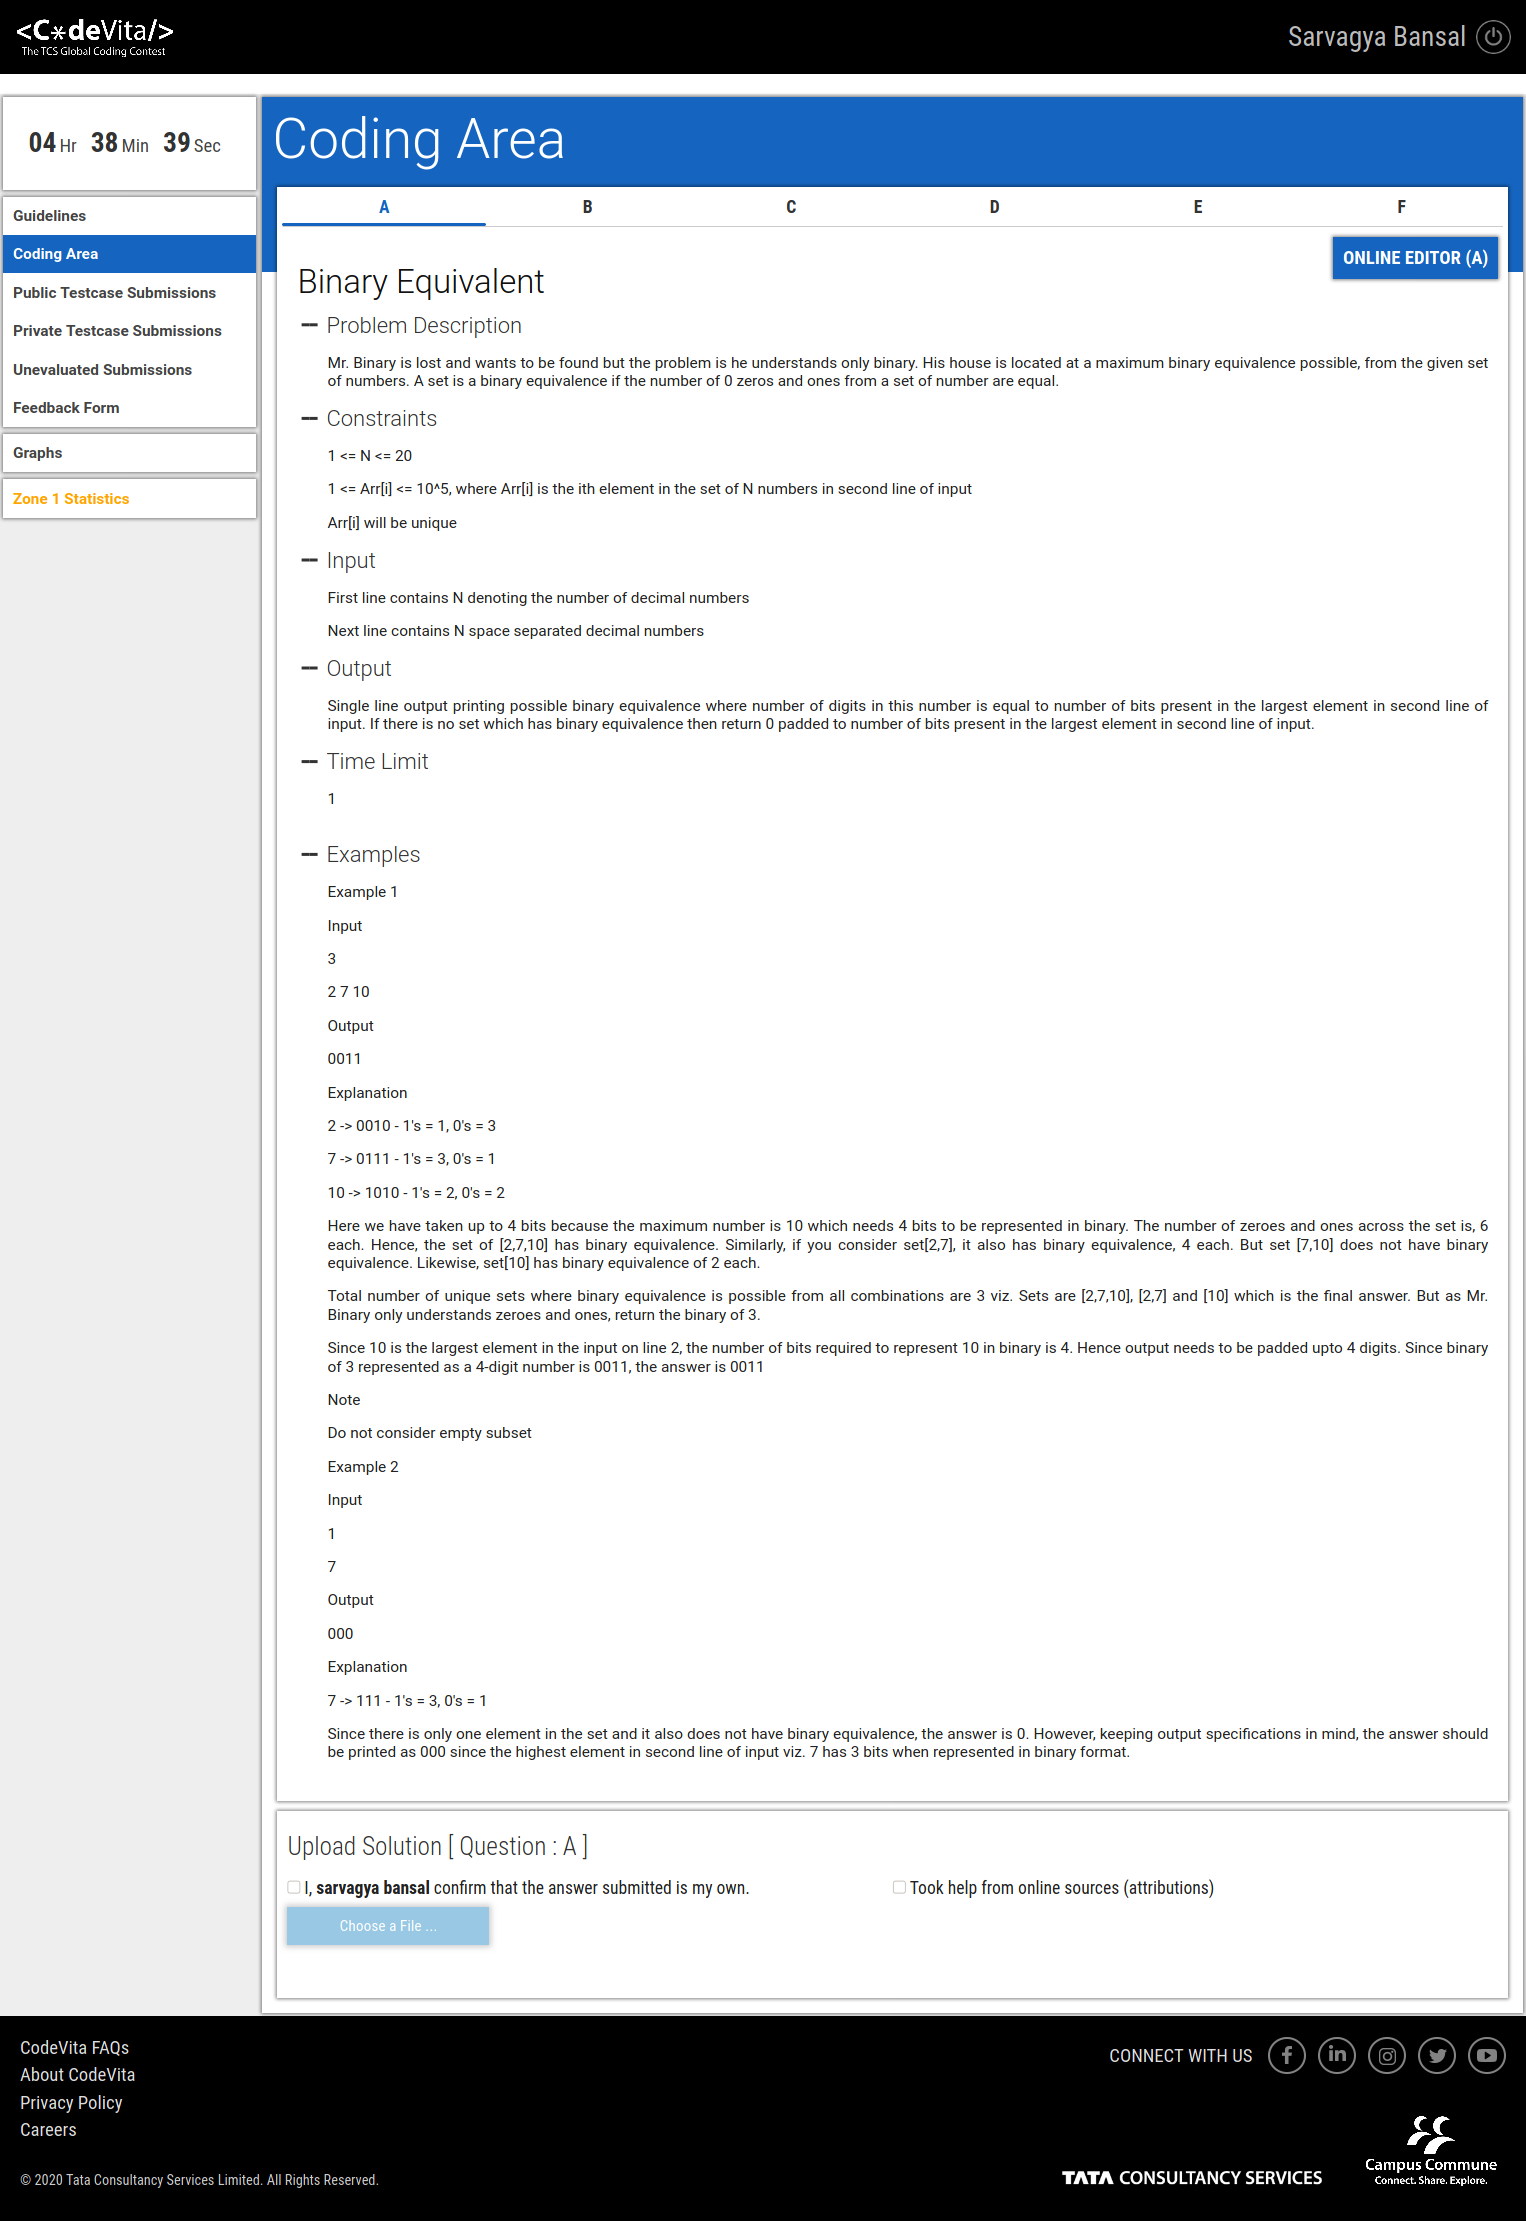 <C*deVita/>
The TCS Global Coding Contest
Sarvagya Bansal
04 Hr 38 Min 39 Sec
Guidelines
Coding Area
Public Testcase Submissions
Private Testcase Submissions
Unevaluated Submissions
Feedback Form
Graphs
Zone 1 Statistics
Coding Area
A B C D E F
ONLINE EDITOR (A)
Binary Equivalent
Problem Description
Mr. Binary is lost and wants to be found but the problem is he understands only binary. His house is located at a maximum binary equivalence possible, from the given set
of numbers. A set is a binary equivalence if the number of 0 zeros and ones from a set of number are equal.
Constraints
1 <= N <= 20
1 <= Arr[i] <= 10^5, where Arr[i] is the ith element in the set of N numbers in second line of input
Arr[i] will be unique
Input
First line contains N denoting the number of decimal numbers
Next line contains N space separated decimal numbers
Output
Single line output printing possible binary equivalence where number of digits in this number is equal to number of bits present in the largest element in second line of
input. If there is no set which has binary equivalence then return 0 padded to number of bits present in the largest element in second line of input.
Time Limit
1
Examples
Example 1
Input
3
2 7 10
Output
0011
Explanation
2 -> 0010 - 1's = 1, 0's = 3
7 -> 0111 - 1's = 3, 0's = 1
10 -> 1010 - 1's = 2, 0's = 2
Here we have taken up to 4 bits because the maximum number is 10 which needs 4 bits to be represented in binary. The number of zeroes and ones across the set is, 6
each. Hence, the set of [2,7,10] has binary equivalence. Similarly, if you consider set[2,7], it also has binary equivalence, 4 each. But set [7,10] does not have binary
equivalence. Likewise, set[10] has binary equivalence of 2 each.
Total number of unique sets where binary equivalence is possible from all combinations are 3 viz. Sets are [2,7,10], [2,7] and [10] which is the final answer. But as Mr.
Binary only understands zeroes and ones, return the binary of 3.
Since 10 is the largest element in the input on line 2, the number of bits required to represent 10 in binary is 4. Hence output needs to be padded upto 4 digits. Since binary
of 3 represented as a 4-digit number is 0011, the answer is 0011
Note
Do not consider empty subset
Example 2
Input
1
7
Output
000
Explanation
7 -> 111 - 1's = 3, 0's = 1
Since there is only one element in the set and it also does not have binary equivalence, the answer is 0. However, keeping output specifications in mind, the answer should
be printed as 000 since the highest element in second line of input viz. 7 has 3 bits when represented in binary format.
Upload Solution [ Question : A ]
I, sarvagya bansal confirm that the answer submitted is my own.
Took help from online sources (attributions)
Choose a File ...
CodeVita FAQs
About CodeVita
Privacy Policy
Careers
© 2020 Tata Consultancy Services Limited. All Rights Reserved.
CONNECT WITH US
TATA CONSULTANCY SERVICES
Campus Commune
Connect. Share. Explore.